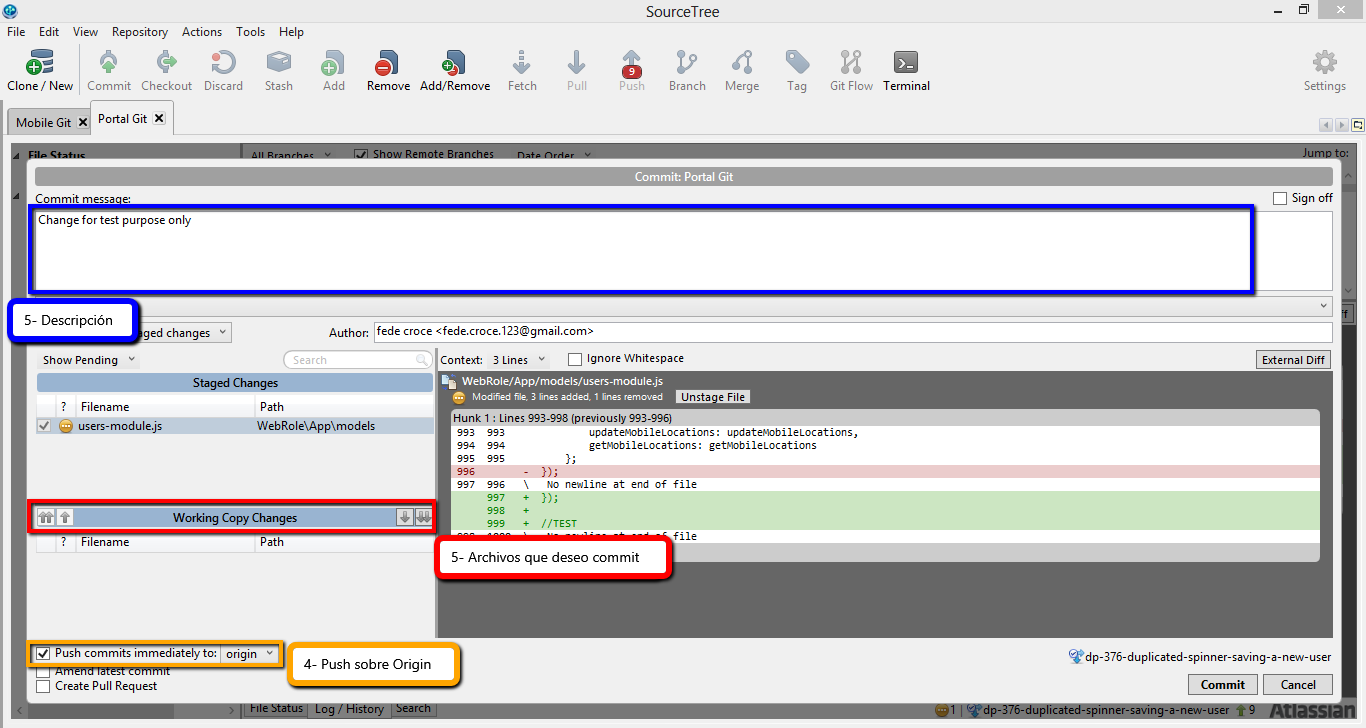 SourceTree
File Edit View Repository Actions Tools Help
9
Clone / New Commit Checkout Discard Stash Add Remove Add/Remove Fetch Pull Push Branch Merge Tag Git Flow Terminal Settings
Mobile Git Portal Git
File Status All Branches Show Remote Branches Date Order Jump to:
Commit: Portal Git
Commit message: Sign off
Change for test purpose only
5- Descripción
changes Author: fede croce <fede.croce.123@gmail.com>
Show Pending Search Context: 3 Lines Ignore Whitespace External Diff
Staged Changes
? Filename Path
users-module.js WebRole\App\models
WebRole/App/models/users-module.js
Modified file, 3 lines added, 1 lines removed Unstage File
Hunk 1 : Lines 993-998 (previously 993-996)
993 993 updateMobileLocations: updateMobileLocations,
994 994 getMobileLocations: getMobileLocations
995 995 };
996 - });
997 996 \ No newline at end of file
997 + });
998 +
999 + //TEST
No newline at end of file
Working Copy Changes
? Filename Path
5- Archivos que deseo commit
Push commits immediately to: origin
4- Push sobre Origin
Amend latest commit
Create Pull Request
dp-376-duplicated-spinner-saving-a-new-user
Commit Cancel
File Status Log / History Search
1 dp-376-duplicated-spinner-saving-a-new-user 9 Atlassian